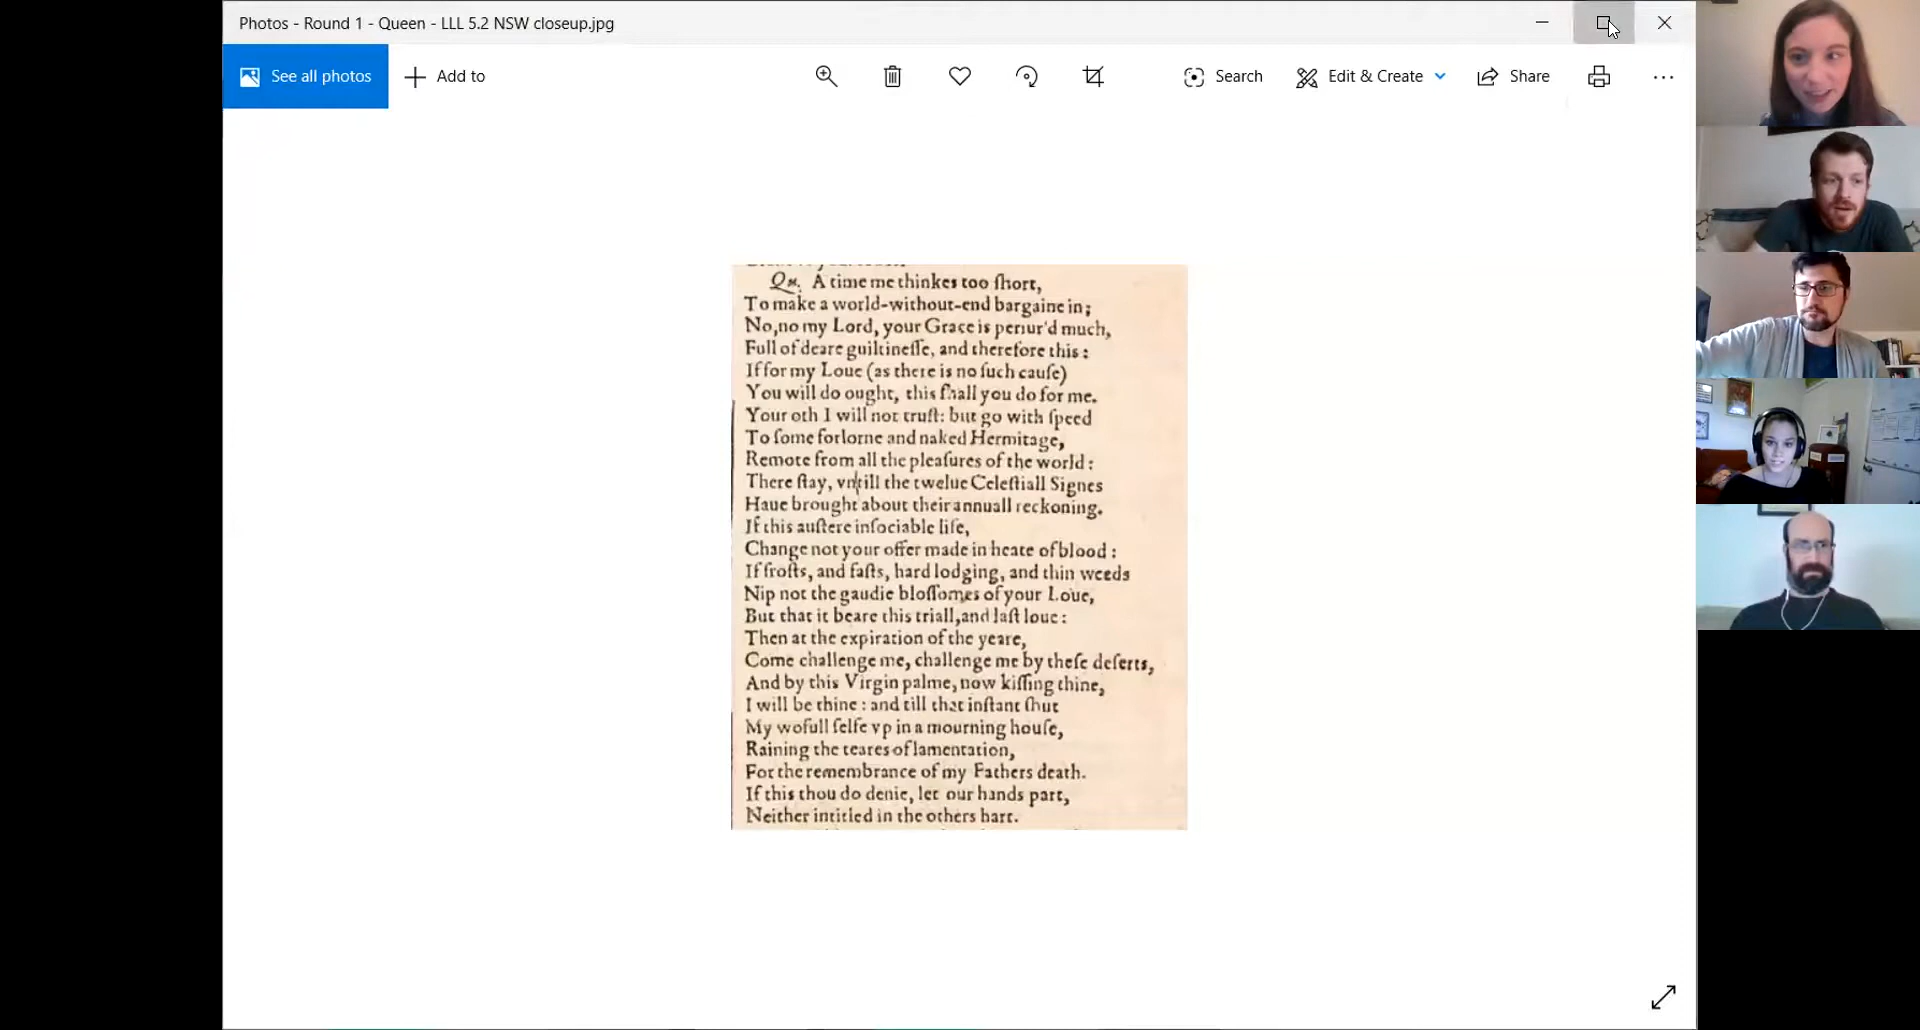 Photos - Round 1 - Queen - LLL 5.2 NSW closeup.jpg
See all photos
Add to
Search
Edit & Create
Share
Qu. A time me thinkes too ſhort,
To make a world-without-end bargaine in;
No, no my Lord, your Grace is periur'd much,
Full of deare guiltineſſe, and therefore this:
If for my Loue (as there is no ſuch cauſe)
You will do ought, this ſhall you do for me.
Your oth I will not truſt: but go with ſpeed
To ſome forlorne and naked Hermitage,
Remote from all the pleaſures of the world:
There ſtay, vntill the twelue Celeſtiall Signes
Haue brought about their annuall reckoning.
If this auſtere inſociable life,
Change not your offer made in heate of blood:
If froſts, and faſts, hard lodging, and thin weeds
Nip not the gaudie bloſſomes of your Loue,
But that it beare this triall, and laſt loue:
Then at the expiration of the yeare,
Come challenge me, challenge me by theſe deſerts,
And by this Virgin palme, now kiſſing thine,
I will be thine: and till that inſtant ſhut
My wofull ſelfe vp in a mourning houſe,
Raining the teares of lamentation,
For the remembrance of my Fathers death.
If this thou do denie, let our hands part,
Neither intitled in the others hart.